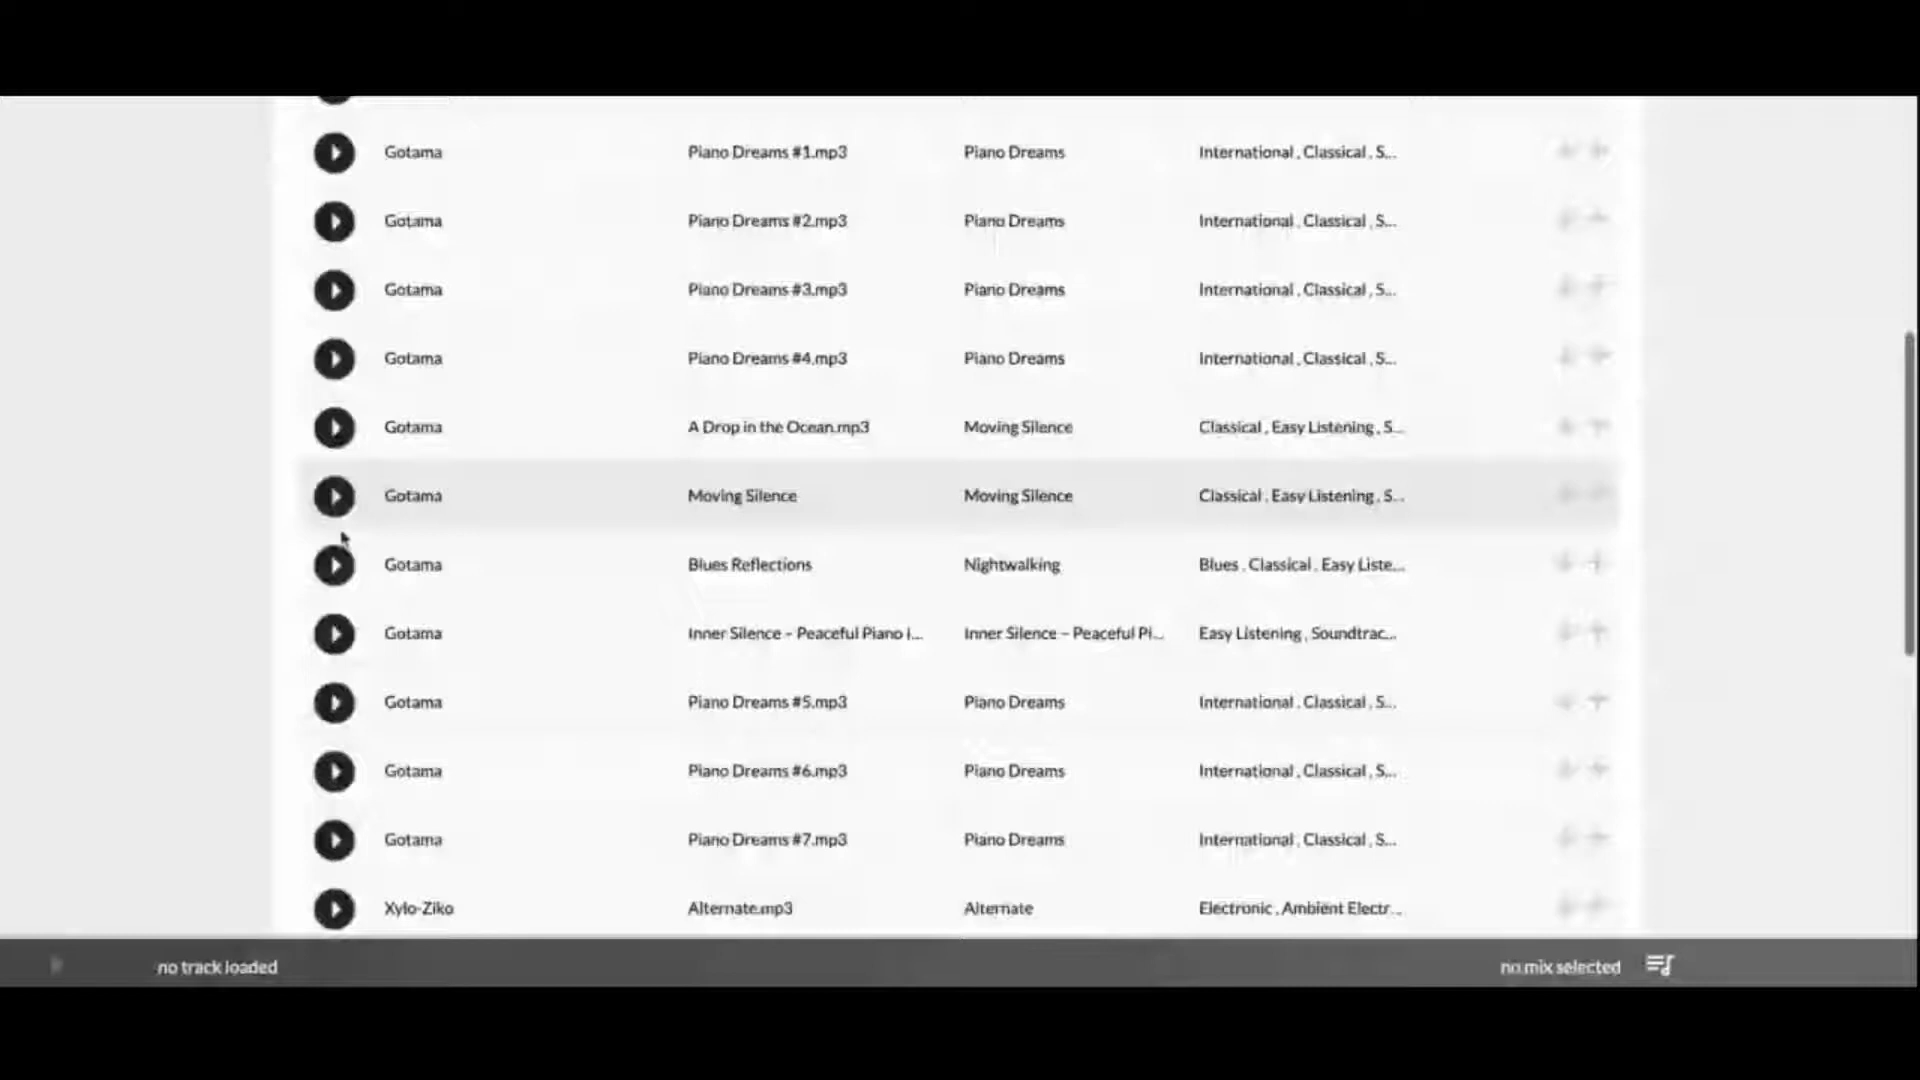 Gotama Piano Dreams #1.mp3 Piano Dreams International , Classical , S...
Gotama Piano Dreams #2.mp3 Piano Dreams International , Classical , S...
Gotama Piano Dreams #3.mp3 Piano Dreams International , Classical , S...
Gotama Piano Dreams #4.mp3 Piano Dreams International , Classical , S...
Gotama A Drop in the Ocean.mp3 Moving Silence Classical , Easy Listening , S...
Gotama Moving Silence Moving Silence Classical , Easy Listening , S...
Gotama Blues Reflections Nightwalking Blues , Classical , Easy Liste...
Gotama Inner Silence – Peaceful Piano i... Inner Silence – Peaceful Pi... Easy Listening , Soundtrac...
Gotama Piano Dreams #5.mp3 Piano Dreams International , Classical , S...
Gotama Piano Dreams #6.mp3 Piano Dreams International , Classical , S...
Gotama Piano Dreams #7.mp3 Piano Dreams International , Classical , S...
Xylo-Ziko Alternate.mp3 Alternate Electronic , Ambient Electr...
no track loaded no mix selected